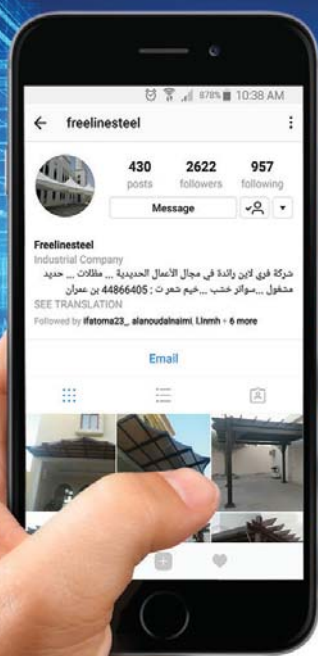 10:38 AM
freelinesteel
430 2622 957
posts followers following
Message
Freelinesteel
Industrial Company
شركة فري لاين رائدة في مجال الأعمال الحديدية ... مظلات ... حديد
مشغول ...سواتر خشب ...خيم شعر ت : 44866405 بن عمران
SEE TRANSLATION
Followed by ifatoma23_, alanoudalnaimi, l.lnmh + 6 more
Email